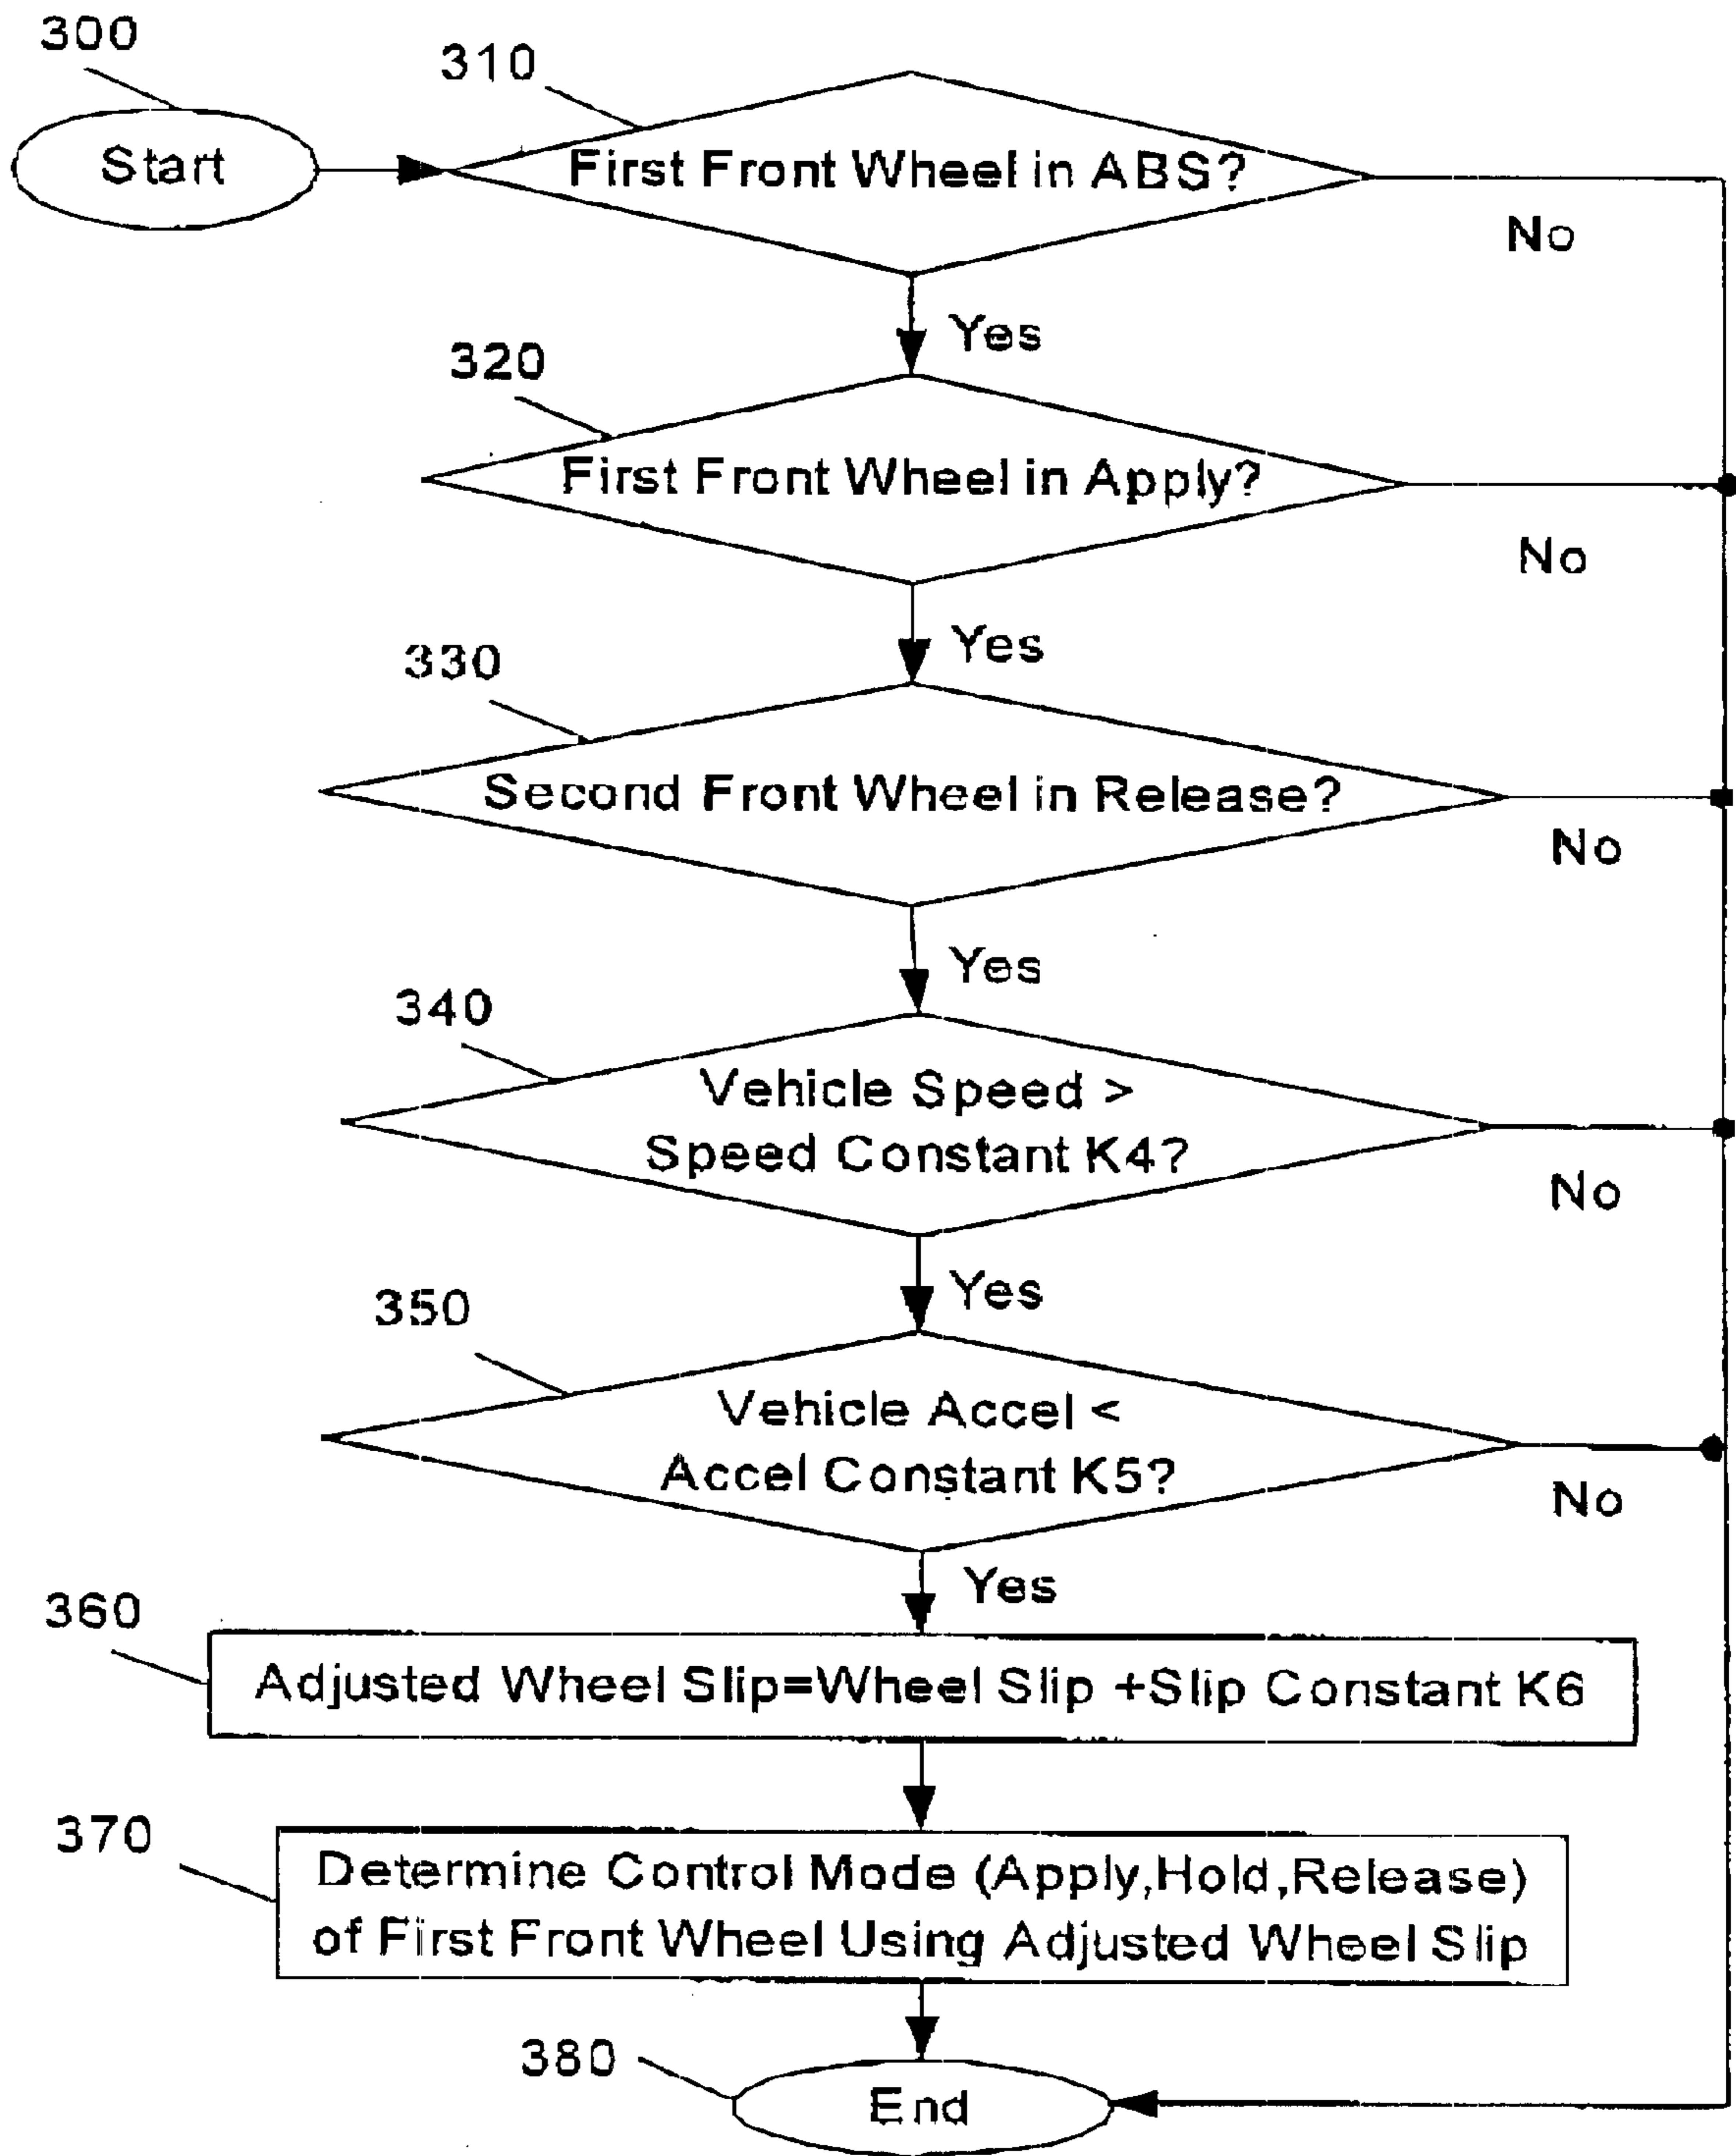 300
Start
310
First Front Wheel in ABS?
No
Yes
320
First Front Wheel in Apply?
No
Yes
330
Second Front Wheel in Release?
No
Yes
340
Vehicle Speed >
Speed Constant K4?
No
Yes
350
Vehicle Accel <
Accel Constant K5?
No
Yes
360
Adjusted Wheel Slip=Wheel Slip +Slip Constant K6
370
Determine Control Mode (Apply,Hold,Release)
of First Front Wheel Using Adjusted Wheel Slip
380
End